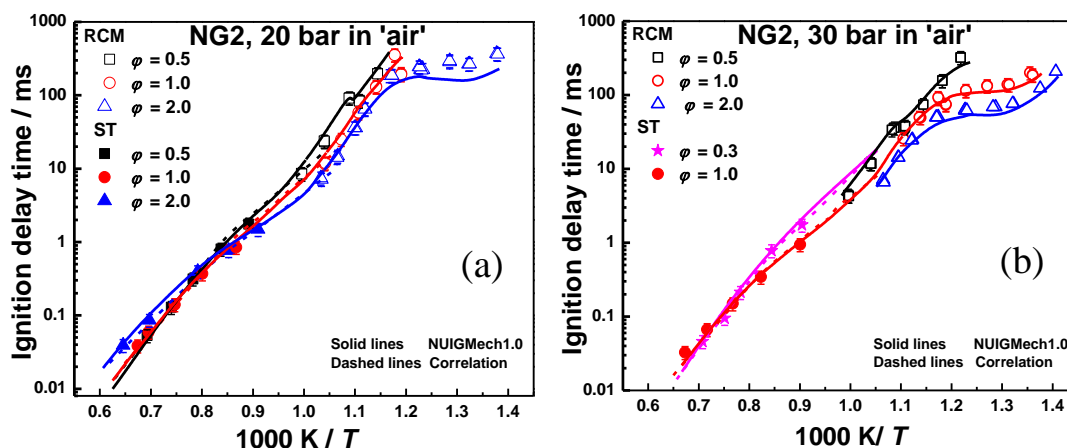 NG2, 20 bar in 'air'
RCM
φ = 0.5
φ = 1.0
φ = 2.0
ST
φ = 0.5
φ = 1.0
φ = 2.0
(a)
Solid lines NUIGMech1.0
Dashed lines Correlation
Ignition delay time / ms
1000
100
10
1
0.1
0.01
0.6 0.7 0.8 0.9 1.0 1.1 1.2 1.3 1.4
1000 K/ T
NG2, 30 bar in 'air'
RCM
φ = 0.5
φ = 1.0
φ = 2.0
ST
φ = 0.3
φ = 1.0
(b)
Solid lines NUIGMech1.0
Dashed lines Correlation
Ignition delay time / ms
1000
100
10
1
0.1
0.01
0.6 0.7 0.8 0.9 1.0 1.1 1.2 1.3 1.4
1000 K/ T